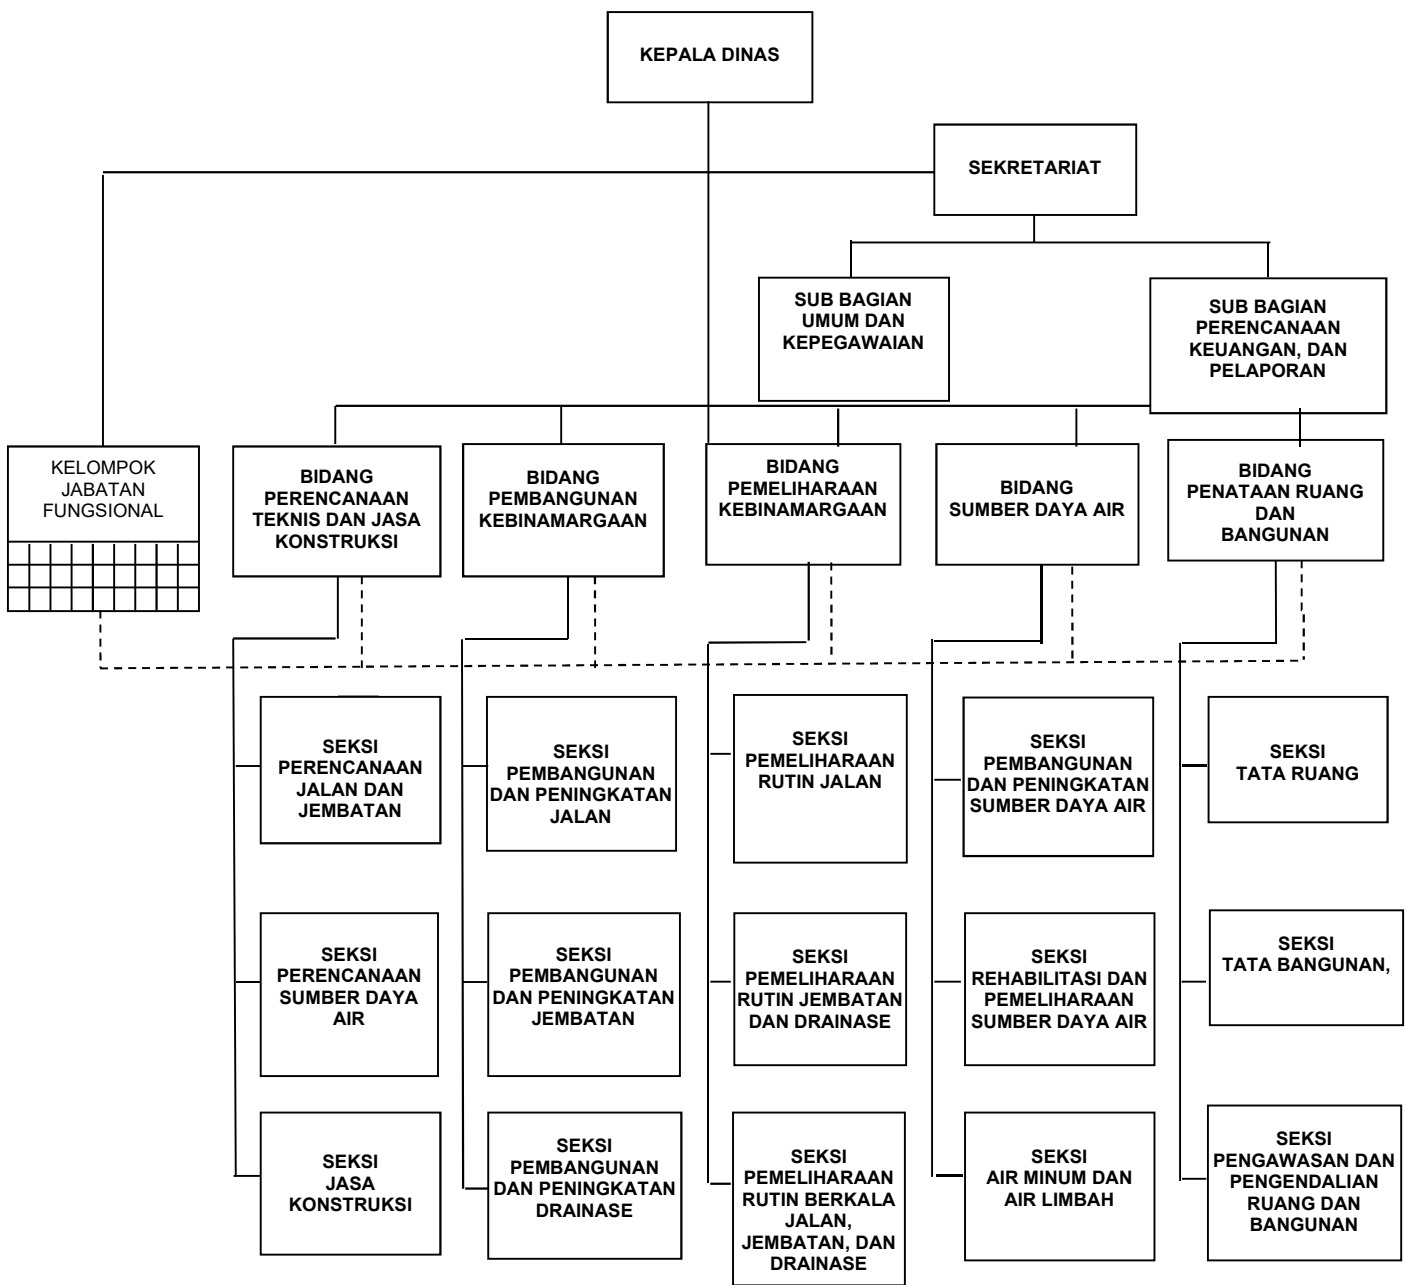 KEPALA DINAS
SEKRETARIAT
SUB BAGIAN
UMUM DAN
KEPEGAWAIAN
SUB BAGIAN
PERENCANAAN
KEUANGAN, DAN
PELAPORAN
KELOMPOK
JABATAN
FUNGSIONAL
BIDANG
PERENCANAAN
TEKNIS DAN JASA
KONSTRUKSI
BIDANG
PEMBANGUNAN
KEBINAMARGAAN
BIDANG
PEMELIHARAAN
KEBINAMARGAAN
BIDANG
SUMBER DAYA AIR
BIDANG
PENATAAN RUANG
DAN
BANGUNAN
SEKSI
PERENCANAAN
JALAN DAN
JEMBATAN
SEKSI
PEMBANGUNAN
DAN PENINGKATAN
JALAN
SEKSI
PEMELIHARAAN
RUTIN JALAN
SEKSI
PEMBANGUNAN
DAN PENINGKATAN
SUMBER DAYA AIR
SEKSI
TATA RUANG
SEKSI
PERENCANAAN
SUMBER DAYA
AIR
SEKSI
PEMBANGUNAN
DAN PENINGKATAN
JEMBATAN
SEKSI
PEMELIHARAAN
RUTIN JEMBATAN
DAN DRAINASE
SEKSI
REHABILITASI DAN
PEMELIHARAAN
SUMBER DAYA AIR
SEKSI
TATA BANGUNAN,
SEKSI
JASA
KONSTRUKSI
SEKSI
PEMBANGUNAN
DAN PENINGKATAN
DRAINASE
SEKSI
PEMELIHARAAN
RUTIN BERKALA
JALAN,
JEMBATAN, DAN
DRAINASE
SEKSI
AIR MINUM DAN
AIR LIMBAH
SEKSI
PENGAWASAN DAN
PENGENDALIAN
RUANG DAN
BANGUNAN